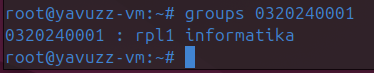 root@yavuzz-vm:~# groups 0320240001
0320240001 : rpl1 informatika
root@yavuzz-vm:~#